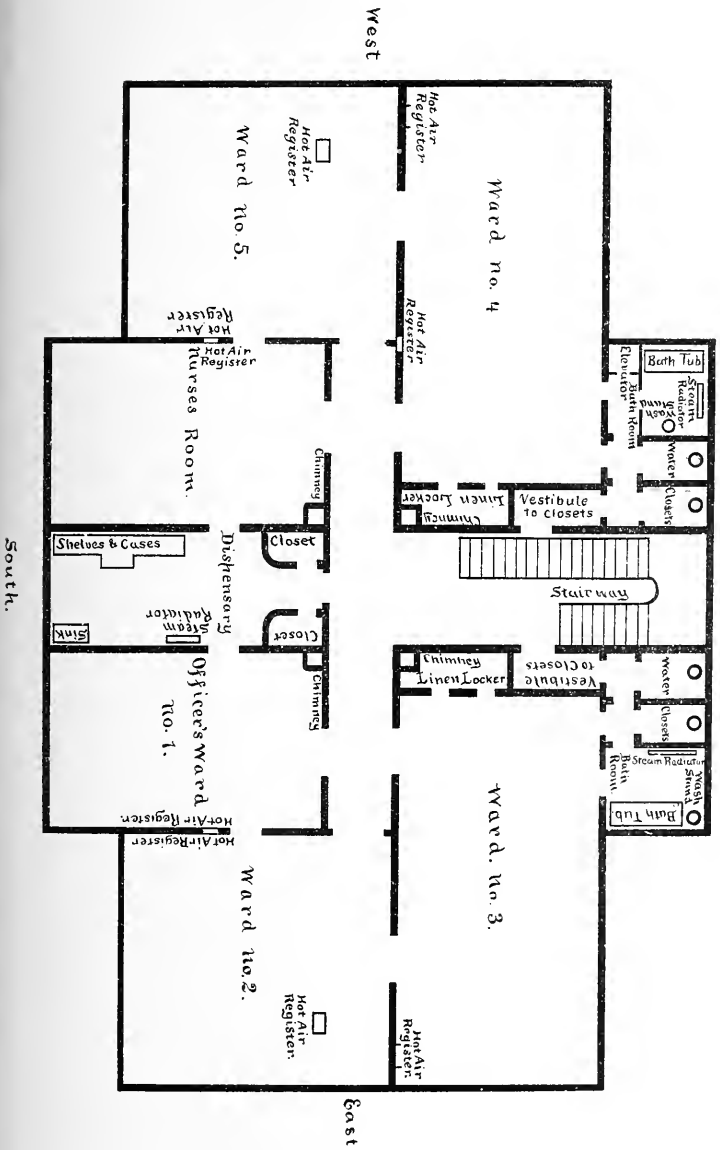 West
Hot Air
Register
Ward No. 5.
Hot Air
Register
Ward No. 4
Hot Air
Register
Hot Air
Register
Hot Air
Register
Nurses Room.
Elevator
Bath Room
Bath Tub
Steam
Radiator
Wash
Stand
Water
Closets
Chimney
Chimney
Linen Locker
Vestibule
to Closets
South.
Shelves & Cases
Dispensary
Closet
Closet
Steam
Radiator
Sink
Stairway
Officer's Ward
No. 1.
Chimney
Chimney
Linen Locker
Vestibule
to Closets
Water
Closets
Steam Radiator
Bath
Room.
Wash
Stand
Bath Tub
Hot Air Register
Hot Air Register
Ward No. 2.
Hot Air
Register.
Ward. No. 3.
Hot Air
Register.
East